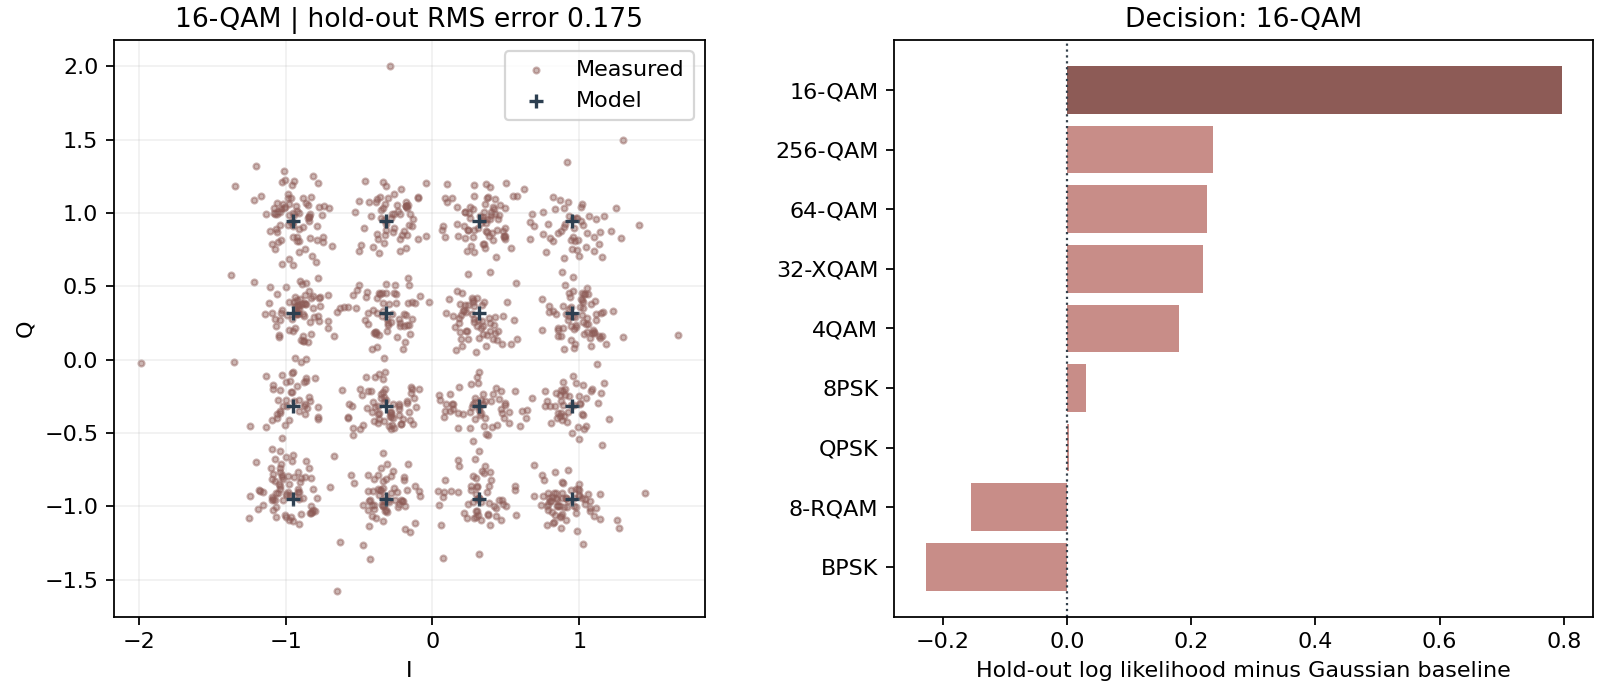 16-QAM | hold-out RMS error 0.175
Measured
Model
2.0
1.5
1.0
0.5
0.0
−0.5
−1.0
−1.5
Q
−2
−1
0
1
I
Decision: 16-QAM
16-QAM
256-QAM
64-QAM
32-XQAM
4QAM
8PSK
QPSK
8-RQAM
BPSK
−0.2
0.0
0.2
0.4
0.6
0.8
Hold-out log likelihood minus Gaussian baseline